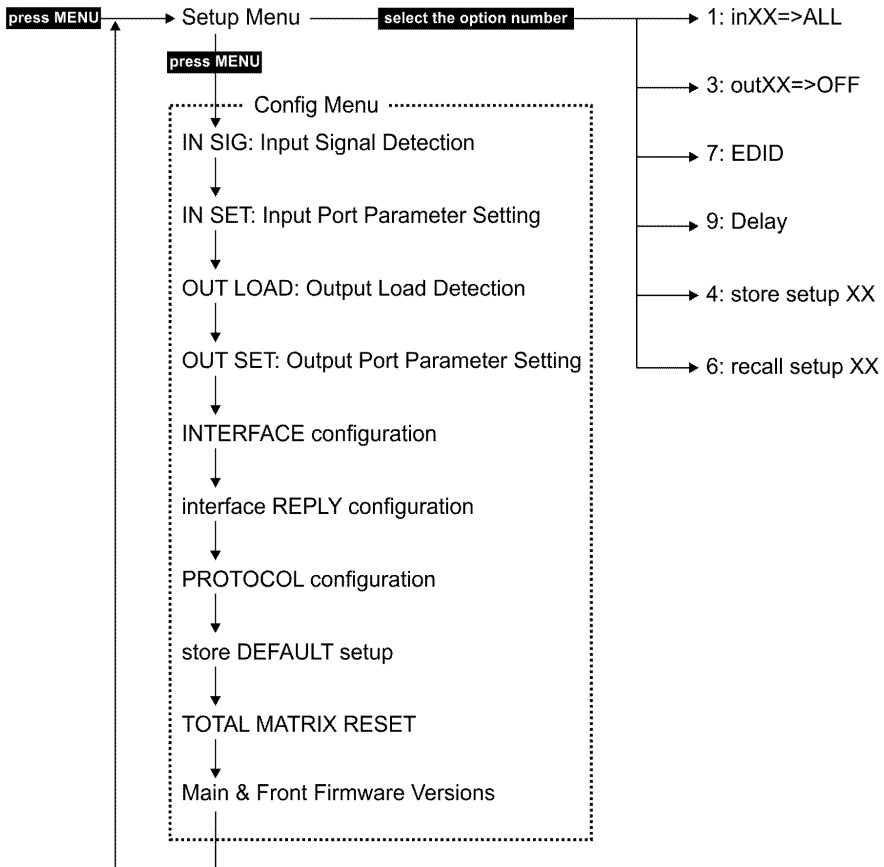 press MENU
Setup Menu
select the option number
1: inXX=>ALL
3: outXX=>OFF
7: EDID
9: Delay
4: store setup XX
6: recall setup XX
press MENU
Config Menu
IN SIG: Input Signal Detection
IN SET: Input Port Parameter Setting
OUT LOAD: Output Load Detection
OUT SET: Output Port Parameter Setting
INTERFACE configuration
interface REPLY configuration
PROTOCOL configuration
store DEFAULT setup
TOTAL MATRIX RESET
Main & Front Firmware Versions